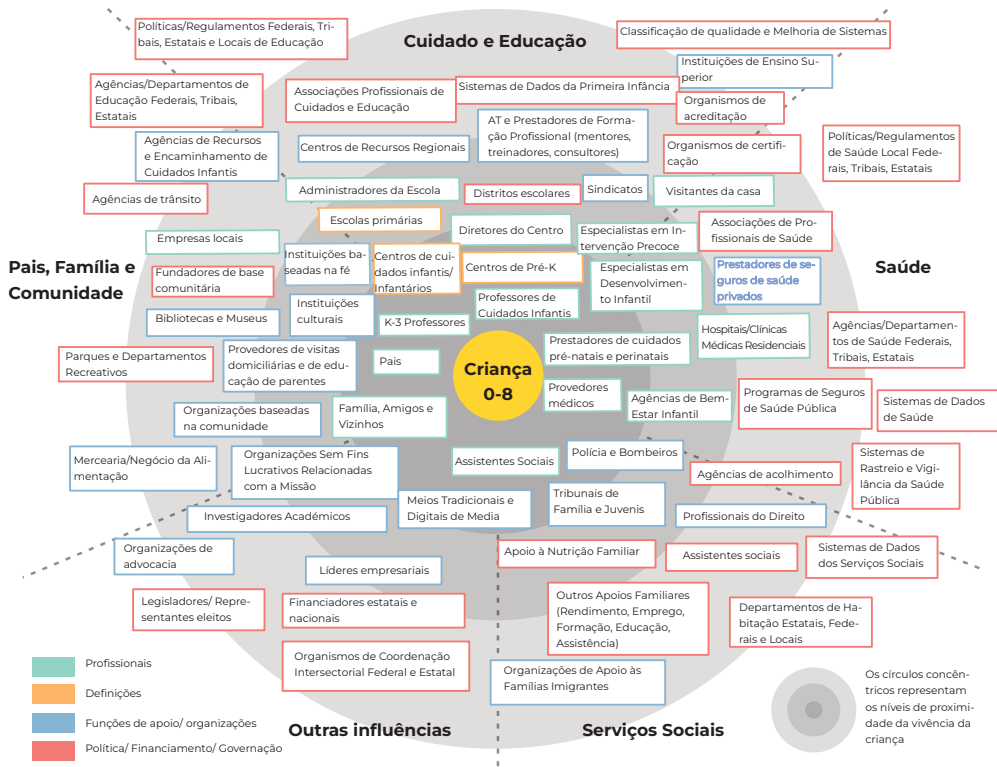 Políticas/Regulamentos Federais, Tri-
bais, Estatais e Locais de Educação
Cuidado e Educação
Classificação de qualidade e Melhoria de Sistemas
Instituições de Ensino Su-
perior
Agências/Departamentos de
Educação Federais, Tribais,
Estatais
Associações Profissionais de
Cuidados e Educação
Sistemas de Dados da Primeira Infância
Organismos de
acreditação
AT e Prestadores de Forma-
ção Profissional (mentores,
treinadores, consultores)
Políticas/Regulamentos
de Saúde Local Fede-
rais, Tribais, Estatais
Agências de Recursos
e Encaminhamento de
Cuidados Infantis
Centros de Recursos Regionais
Organismos de certifi-
cação
Agências de trânsito
Administradores da Escola
Distritos escolares
Sindicatos
Visitantes da casa
Escolas primárias
Diretores do Centro
Especialistas em In-
tervenção Precoce
Associações de Pro-
fissionais de Saúde
Empresas locais
Instituições ba-
seadas na fé
Centros de cui-
dados infantis/
Infantários
Centros de Pré-K
Especialistas em
Desenvolvimen-
to Infantil
Prestadores de se-
guros de saúde
privados
Pais, Família e
Comunidade
Saúde
Fundadores de base
comunitária
Instituições
culturais
Professores de
Cuidados Infantis
Bibliotecas e Museus
K-3 Professores
Hospitais/Clínicas
Médicas Residenciais
Agências/Departamen-
tos de Saúde Federais,
Tribais, Estatais
Parques e Departamentos
Recreativos
Provedores de visitas
domiciliárias e de edu-
cação de parentes
Pais
Criança
0-8
Prestadores de cuidados
pré-natais e perinatais
Provedores
médicos
Agências de Bem-
Estar Infantil
Programas de Seguros
de Saúde Pública
Sistemas de Dados
de Saúde
Organizações baseadas
na comunidade
Família, Amigos e
Vizinhos
Mercearia/Negócio da Ali-
mentação
Organizações Sem Fins
Lucrativos Relacionadas
com a Missão
Assistentes Sociais
Polícia e Bombeiros
Agências de acolhimento
Sistemas de
Rastreio e Vigi-
lância da Saúde
Pública
Investigadores Académicos
Meios Tradicionais e
Digitais de Media
Tribunais de
Família e Juvenis
Profissionais do Direito
Organizações de
advocacia
Líderes empresariais
Apoio à Nutrição Familiar
Assistentes sociais
Sistemas de Dados
dos Serviços Sociais
Legisladores/ Repre-
sentantes eleitos
Financiadores estatais e
nacionais
Outros Apoios Familiares
(Rendimento, Emprego,
Formação, Educação,
Assistência)
Departamentos de Ha-
bitação Estatais, Fede-
rais e Locais
Organismos de Coordenação
Intersectorial Federal e Estatal
Organizações de Apoio às
Famílias Imigrantes
Outras influências
Serviços Sociais
Profissionais
Definições
Funções de apoio/ organizações
Política/ Financiamento/ Governação
Os círculos concên-
tricos representam
os níveis de proximi-
dade da vivência da
criança